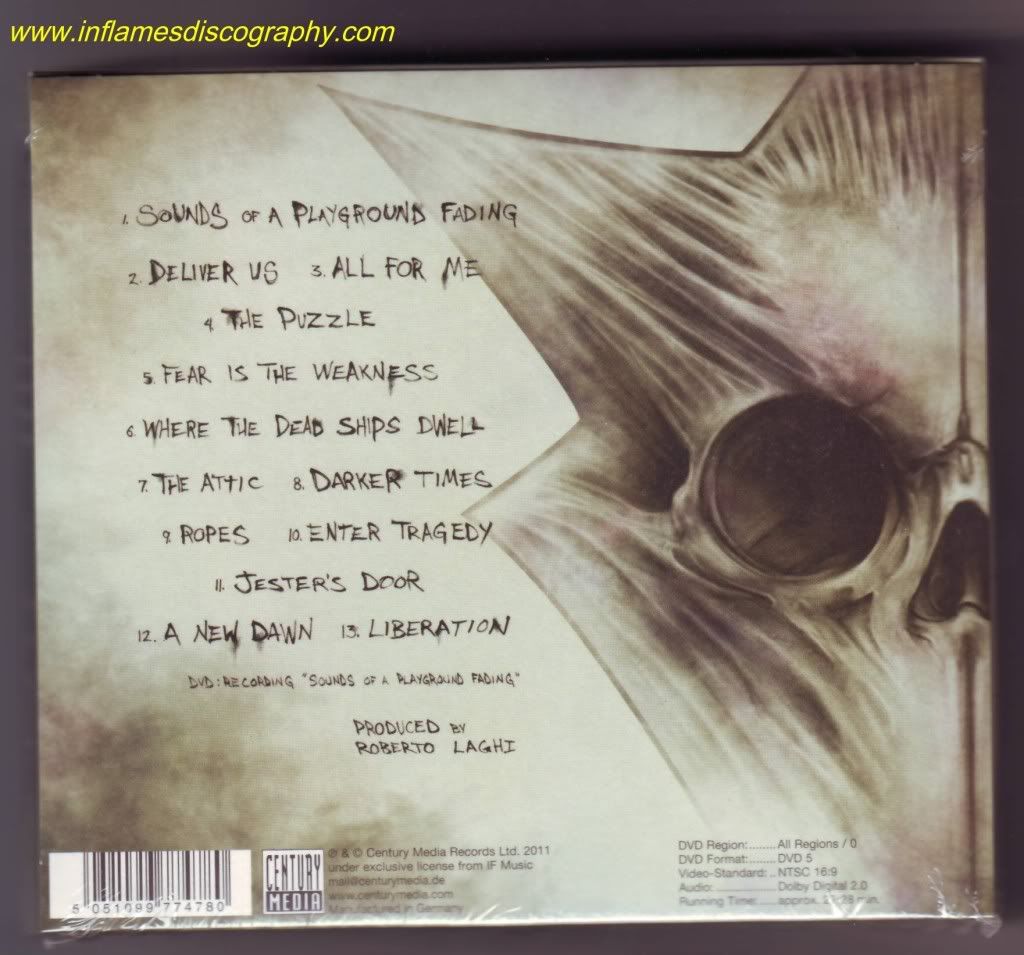 www.inflamesdiscography.com
1. SOUNDS OF A PLAYGROUND FADING
2. DELIVER US 3. ALL FOR ME
4. THE PUZZLE
5. FEAR IS THE WEAKNESS
6. WHERE THE DEAD SHIPS DWELL
7. THE ATTIC 8. DARKER TIMES
9. ROPES 10. ENTER TRAGEDY
11. JESTER'S DOOR
12. A NEW DAWN 13. LIBERATION
DVD: RECORDING "SOUNDS OF A PLAYGROUND FADING"
PRODUCED BY
ROBERTO LAGHI
5 051099 774780
CENTURY
MEDIA
℗ & © Century Media Records Ltd. 2011
under exclusive license from IF Music
mail@centurymedia.de
www.centurymedia.com
Manufactured in Germany
DVD Region:.......All Regions / 0
DVD Format:.......DVD 5
Video-Standard:..NTSC 16:9
Audio:...............Dolby Digital 2.0
Running Time:.....approx. min.